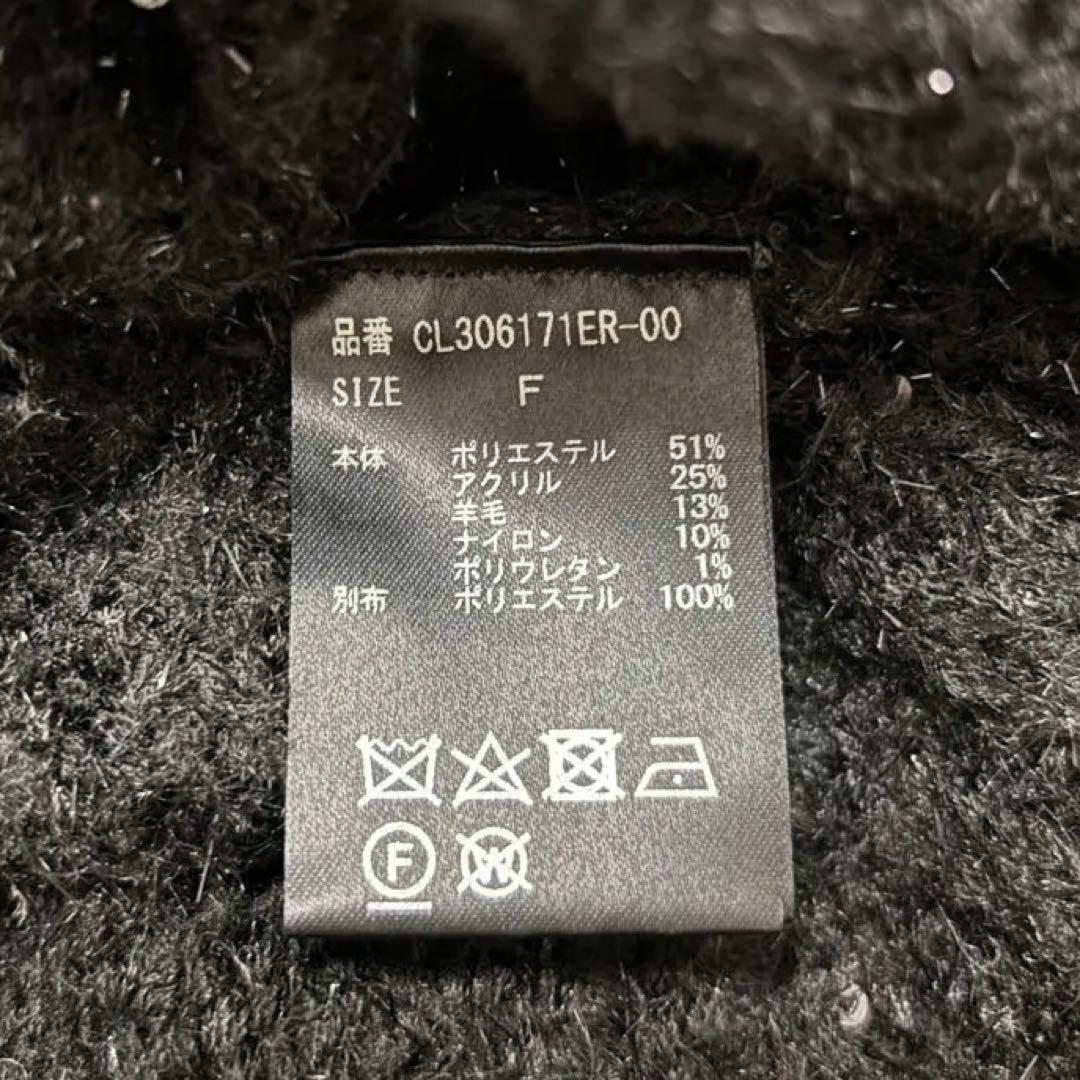 品番 CL306171ER-00
SIZE F
本体 ポリエステル 51%
アクリル 25%
羊毛 13%
ナイロン 10%
ポリウレタン 1%
別布 ポリエステル 100%
F W